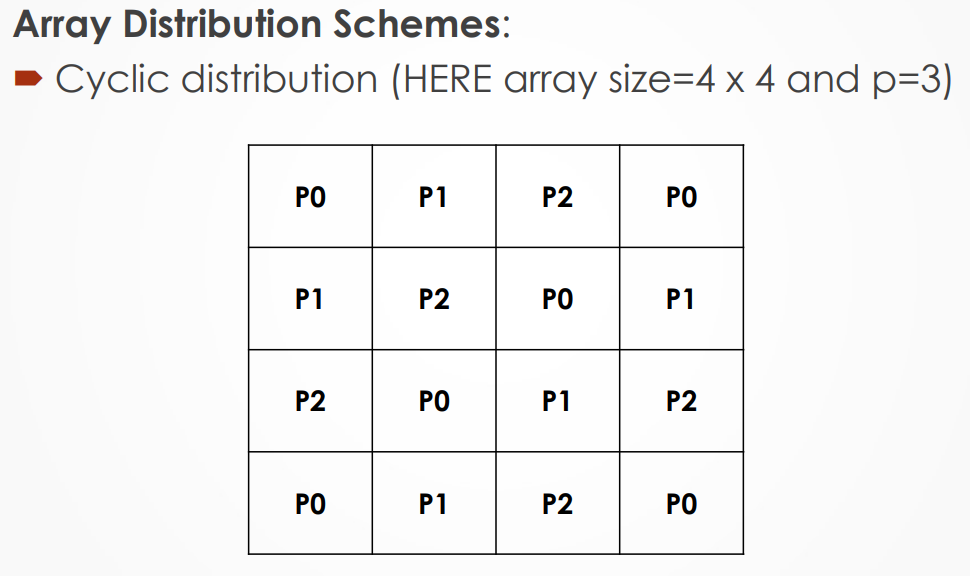 Array Distribution Schemes:
Cyclic distribution (HERE array size=4 x 4 and p=3)
P0 P1 P2 P0
P1 P2 P0 P1
P2 P0 P1 P2
P0 P1 P2 P0